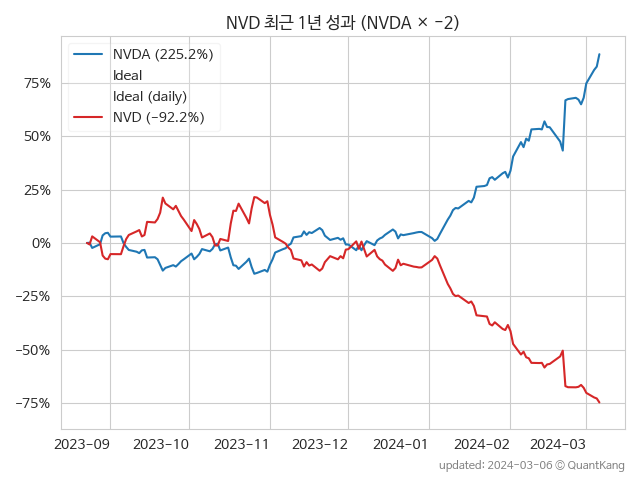 NVD 최근 1년 성과 (NVDA × −2)
NVDA (225.2%)
Ideal
Ideal (daily)
NVD (−92.2%)
75%
50%
25%
0%
−25%
−50%
−75%
2023-09 2023-10 2023-11 2023-12 2024-01 2024-02 2024-03
updated: 2024-03-06 © QuantKang